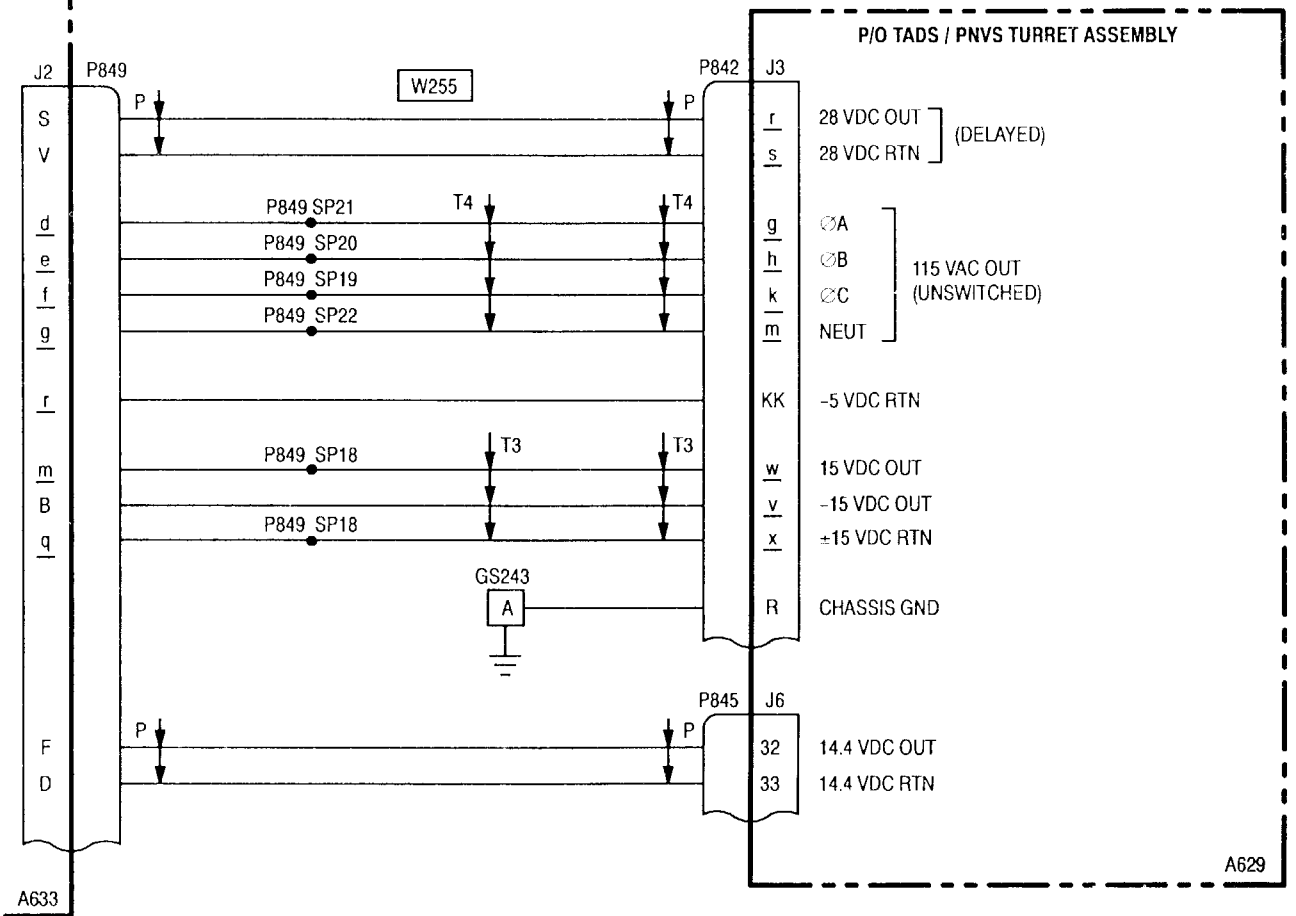 P/O TADS / PNVS TURRET ASSEMBLY
J2 P849 W255 P842 J3
S P P r 28 VDC OUT
(DELAYED)
V s 28 VDC RTN
d P849 SP21 T4 T4 g ∅A
e P849 SP20 h ∅B
115 VAC OUT
(UNSWITCHED)
f P849 SP19 k ∅C
g P849 SP22 m NEUT
r KK –5 VDC RTN
m P849 SP18 T3 T3 w 15 VDC OUT
B v –15 VDC OUT
q P849 SP18 x ±15 VDC RTN
GS243
A R CHASSIS GND
P845 J6
F P P 32 14.4 VDC OUT
D 33 14.4 VDC RTN
A629
A633